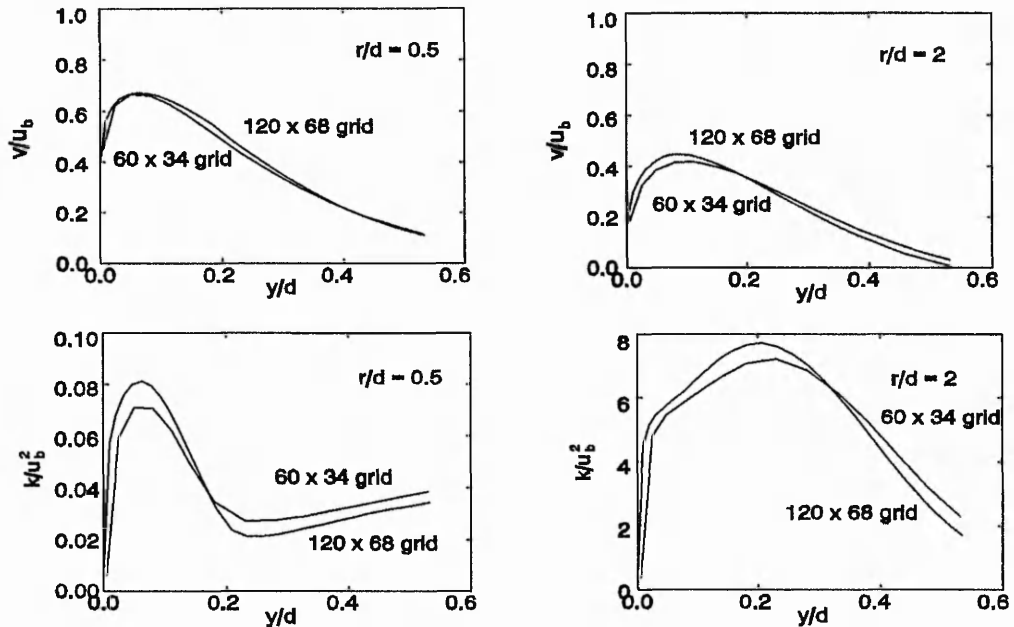 1.0
0.8
0.6
0.4
0.2
0.0
v/u_b
r/d = 0.5
120 x 68 grid
60 x 34 grid
0.0 0.2 0.4 0.6
y/d
1.0
0.8
0.6
0.4
0.2
0.0
v/u_b
r/d = 2
120 x 68 grid
60 x 34 grid
0.0 0.2 0.4 0.6
y/d
0.10
0.08
0.06
0.04
0.02
0.00
k/u_b^2
r/d = 0.5
60 x 34 grid
120 x 68 grid
0.0 0.2 0.4 0.6
y/d
8
6
4
2
0
k/u_b^2
r/d = 2
60 x 34 grid
120 x 68 grid
0.0 0.2 0.4 0.6
y/d